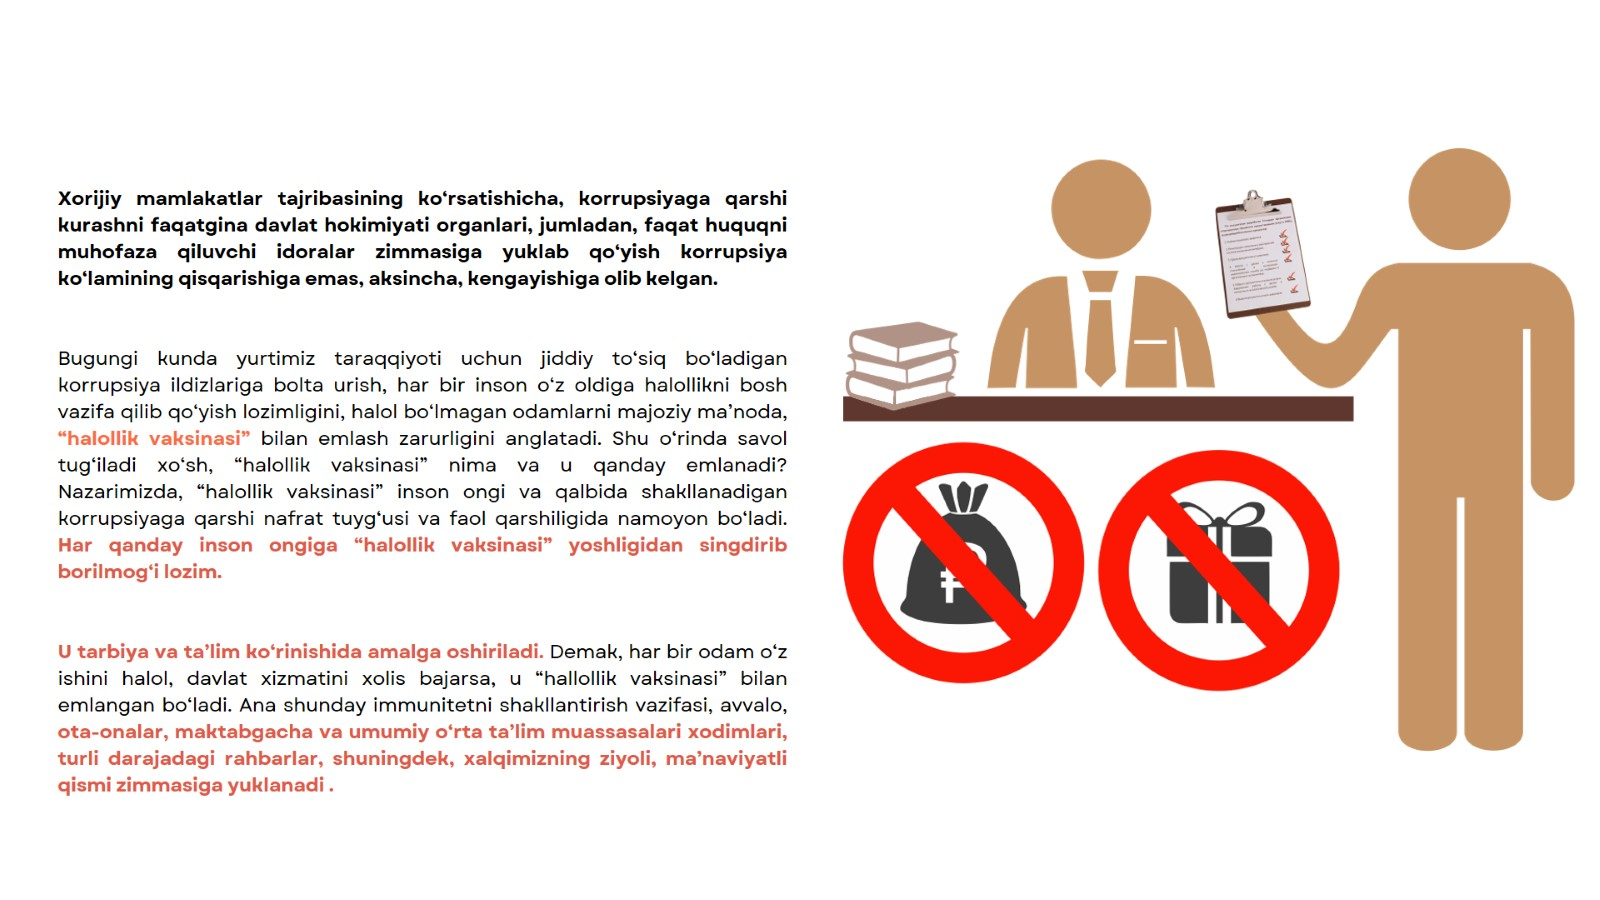 Xorijiy mamlakatlar tajribasining ko‘rsatishicha, korrupsiyaga qarshi
kurashni faqatgina davlat hokimiyati organlari, jumladan, faqat huquqni
muhofaza qiluvchi idoralar zimmasiga yuklab qo‘yish korrupsiya
ko‘lamining qisqarishiga emas, aksincha, kengayishiga olib kelgan.
Bugungi kunda yurtimiz taraqqiyoti uchun jiddiy to‘siq bo‘ladigan
korrupsiya ildizlariga bolta urish, har bir inson o‘z oldiga halollikni bosh
vazifa qilib qo‘yish lozimligini, halol bo‘lmagan odamlarni majoziy ma’noda,
“halollik vaksinasi” bilan emlash zarurligini anglatadi. Shu o‘rinda savol
tug‘iladi xo‘sh, “halollik vaksinasi” nima va u qanday emlanadi?
Nazarimizda, “halollik vaksinasi” inson ongi va qalbida shakllanadigan
korrupsiyaga qarshi nafrat tuyg‘usi va faol qarshiligida namoyon bo‘ladi.
Har qanday inson ongiga “halollik vaksinasi” yoshligidan singdirib
borilmog‘i lozim.
U tarbiya va ta’lim ko‘rinishida amalga oshiriladi. Demak, har bir odam o‘z
ishini halol, davlat xizmatini xolis bajarsa, u “hallollik vaksinasi” bilan
emlangan bo‘ladi. Ana shunday immunitetni shakllantirish vazifasi, avvalo,
ota-onalar, maktabgacha va umumiy o‘rta ta’lim muassasalari xodimlari,
turli darajadagi rahbarlar, shuningdek, xalqimizning ziyoli, ma’naviyatli
qismi zimmasiga yuklanadi .